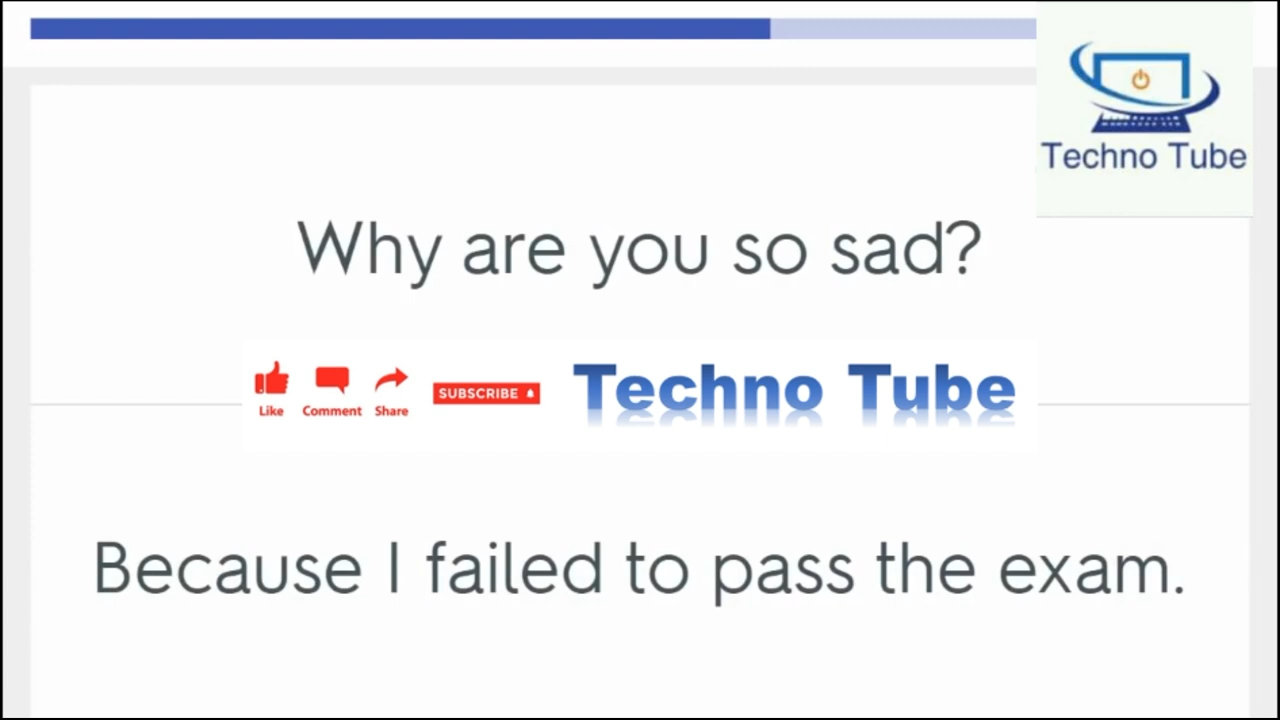 Techno Tube
Why are you so sad?
Like Comment Share SUBSCRIBE Techno Tube
Because I failed to pass the exam.